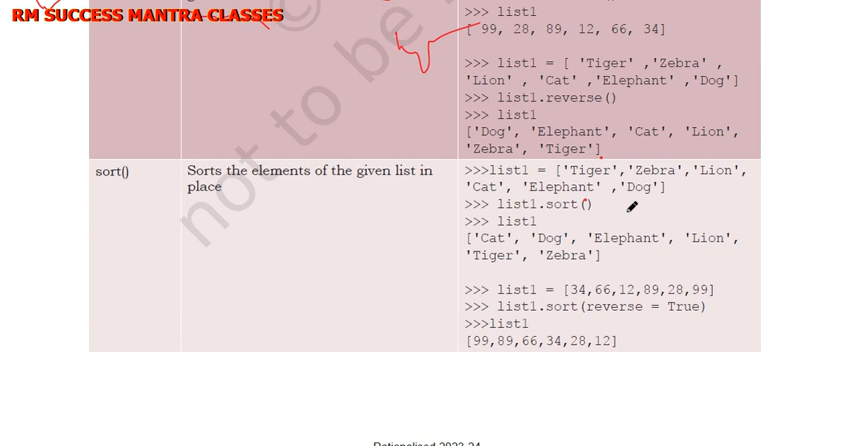 RM SUCCESS MANTRA CLASSES
>>> list1
[ 99, 28, 89, 12, 66, 34]
>>> list1 = [ 'Tiger' ,'Zebra' ,
'Lion' , 'Cat' ,'Elephant' ,'Dog']
>>> list1.reverse()
>>> list1
['Dog', 'Elephant', 'Cat', 'Lion',
'Zebra', 'Tiger']
sort()
Sorts the elements of the given list in
place
>>>list1 = ['Tiger','Zebra','Lion',
'Cat', 'Elephant' ,'Dog']
>>> list1.sort()
>>> list1
['Cat', 'Dog', 'Elephant', 'Lion',
'Tiger', 'Zebra']
>>> list1 = [34,66,12,89,28,99]
>>> list1.sort(reverse = True)
>>>list1
[99,89,66,34,28,12]
not to be
©